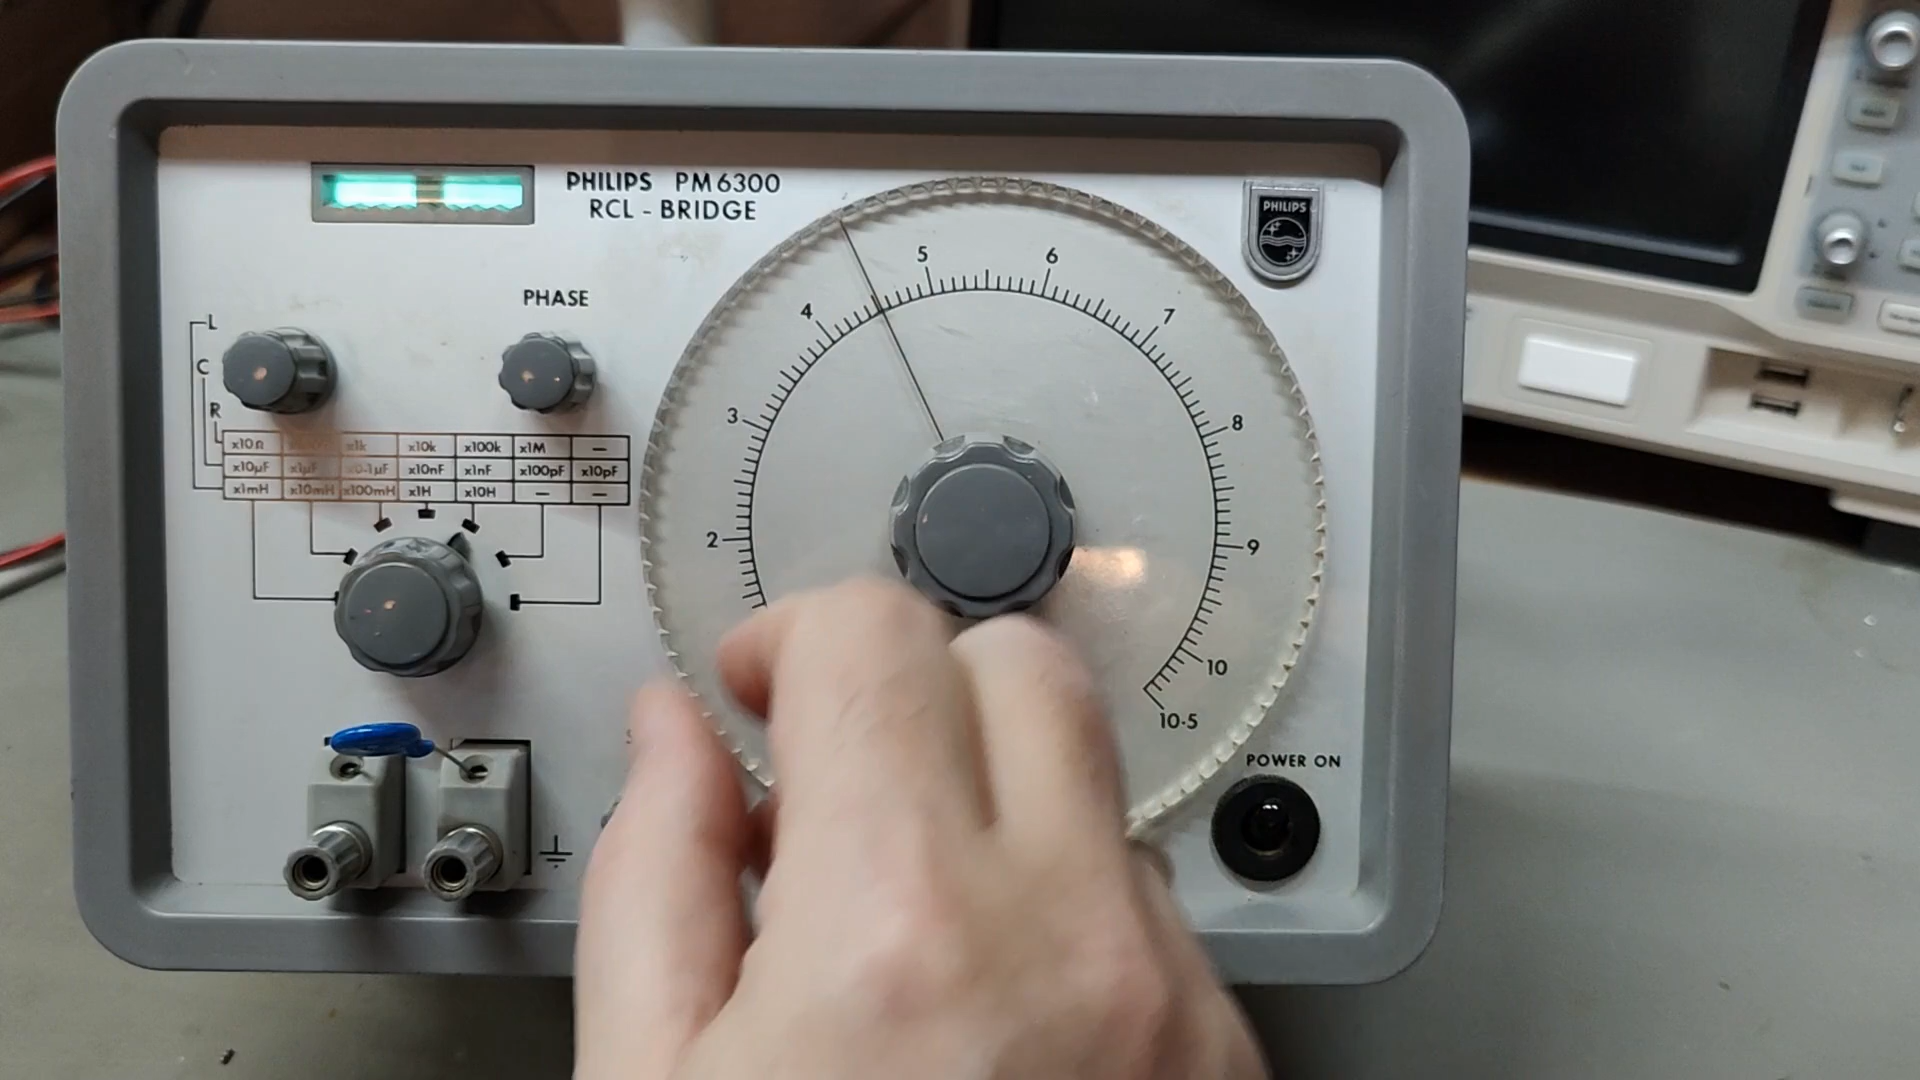 PHILIPS PM6300
RCL - BRIDGE
PHILIPS
PHASE
L
C
R
x10Ω x1k x10k x100k x1M —
x10μF x1μF x0·1μF x10nF x1nF x100pF x10pF
x1mH x10mH x100mH x1H x10H — —
2
3
4
5
6
7
8
9
10
10·5
POWER ON